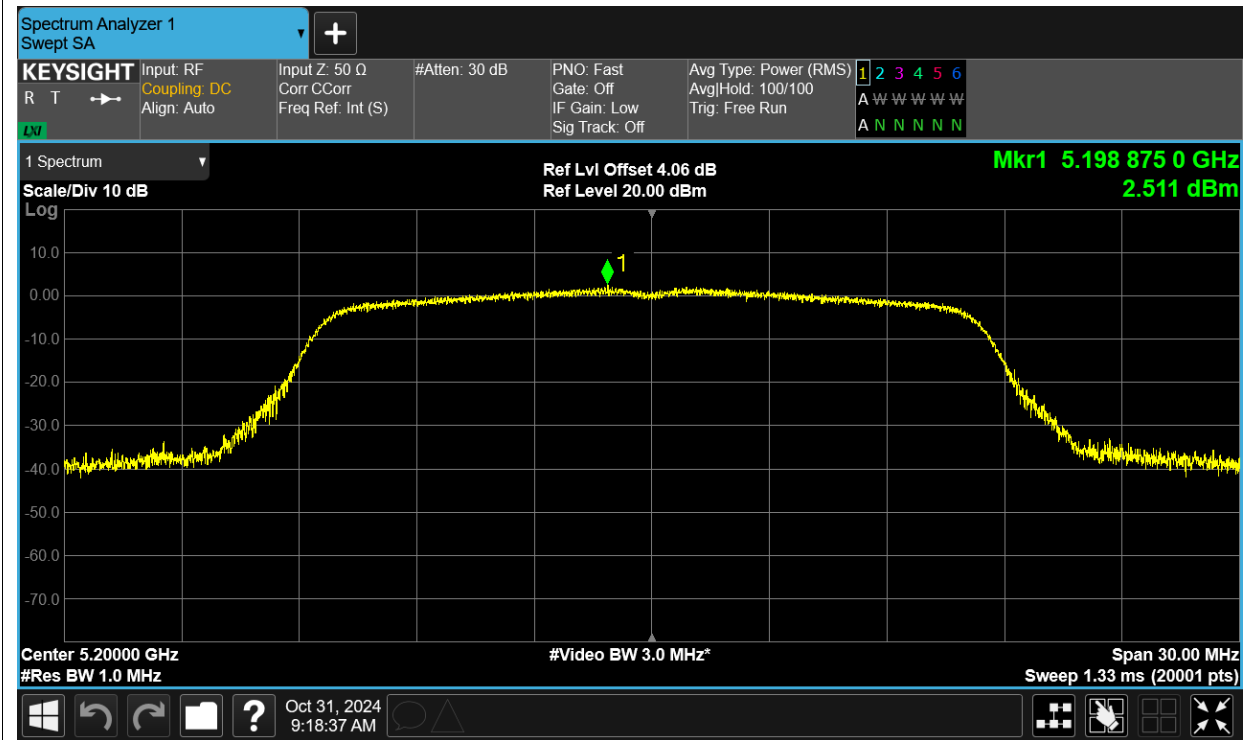 Spectrum Analyzer 1
Swept SA
+
KEYSIGHT
R T
LXI
Input: RF
Coupling: DC
Align: Auto
Input Z: 50 Ω
Corr CCorr
Freq Ref: Int (S)
#Atten: 30 dB
PNO: Fast
Gate: Off
IF Gain: Low
Sig Track: Off
Avg Type: Power (RMS)
Avg|Hold: 100/100
Trig: Free Run
1 2 3 4 5 6
A W W W W W
A N N N N N
1 Spectrum
Scale/Div 10 dB
Log
Ref Lvl Offset 4.06 dB
Ref Level 20.00 dBm
Mkr1 5.198 875 0 GHz
2.511 dBm
1
10.0
0.00
-10.0
-20.0
-30.0
-40.0
-50.0
-60.0
-70.0
Center 5.20000 GHz
#Res BW 1.0 MHz
#Video BW 3.0 MHz*
Span 30.00 MHz
Sweep 1.33 ms (20001 pts)
?
Oct 31, 2024
9:18:37 AM